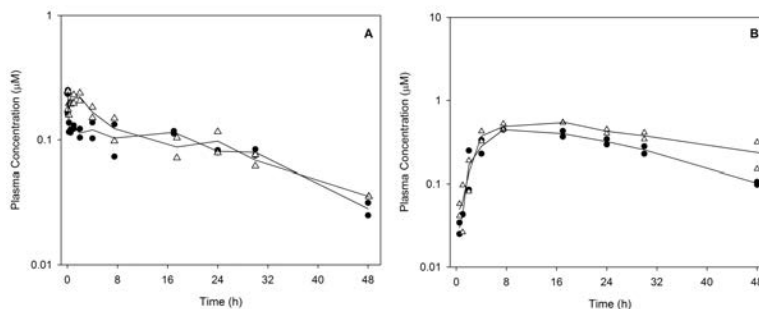 A
1
0.1
0.01
Plasma Concentration (µM)
0 8 16 24 32 40 48
Time (h)
B
10
1
0.1
0.01
Plasma Concentration (µM)
0 8 16 24 32 40 48
Time (h)